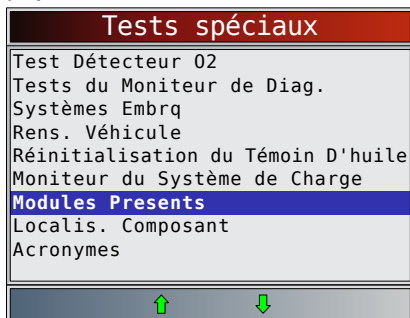 Tests spéciaux
Test Détecteur O2
Tests du Moniteur de Diag.
Systèmes Embrq
Rens. Véhicule
Réinitialisation du Témoin D'huile
Moniteur du Système de Charge
Modules Presents
Localis. Composant
Acronymes